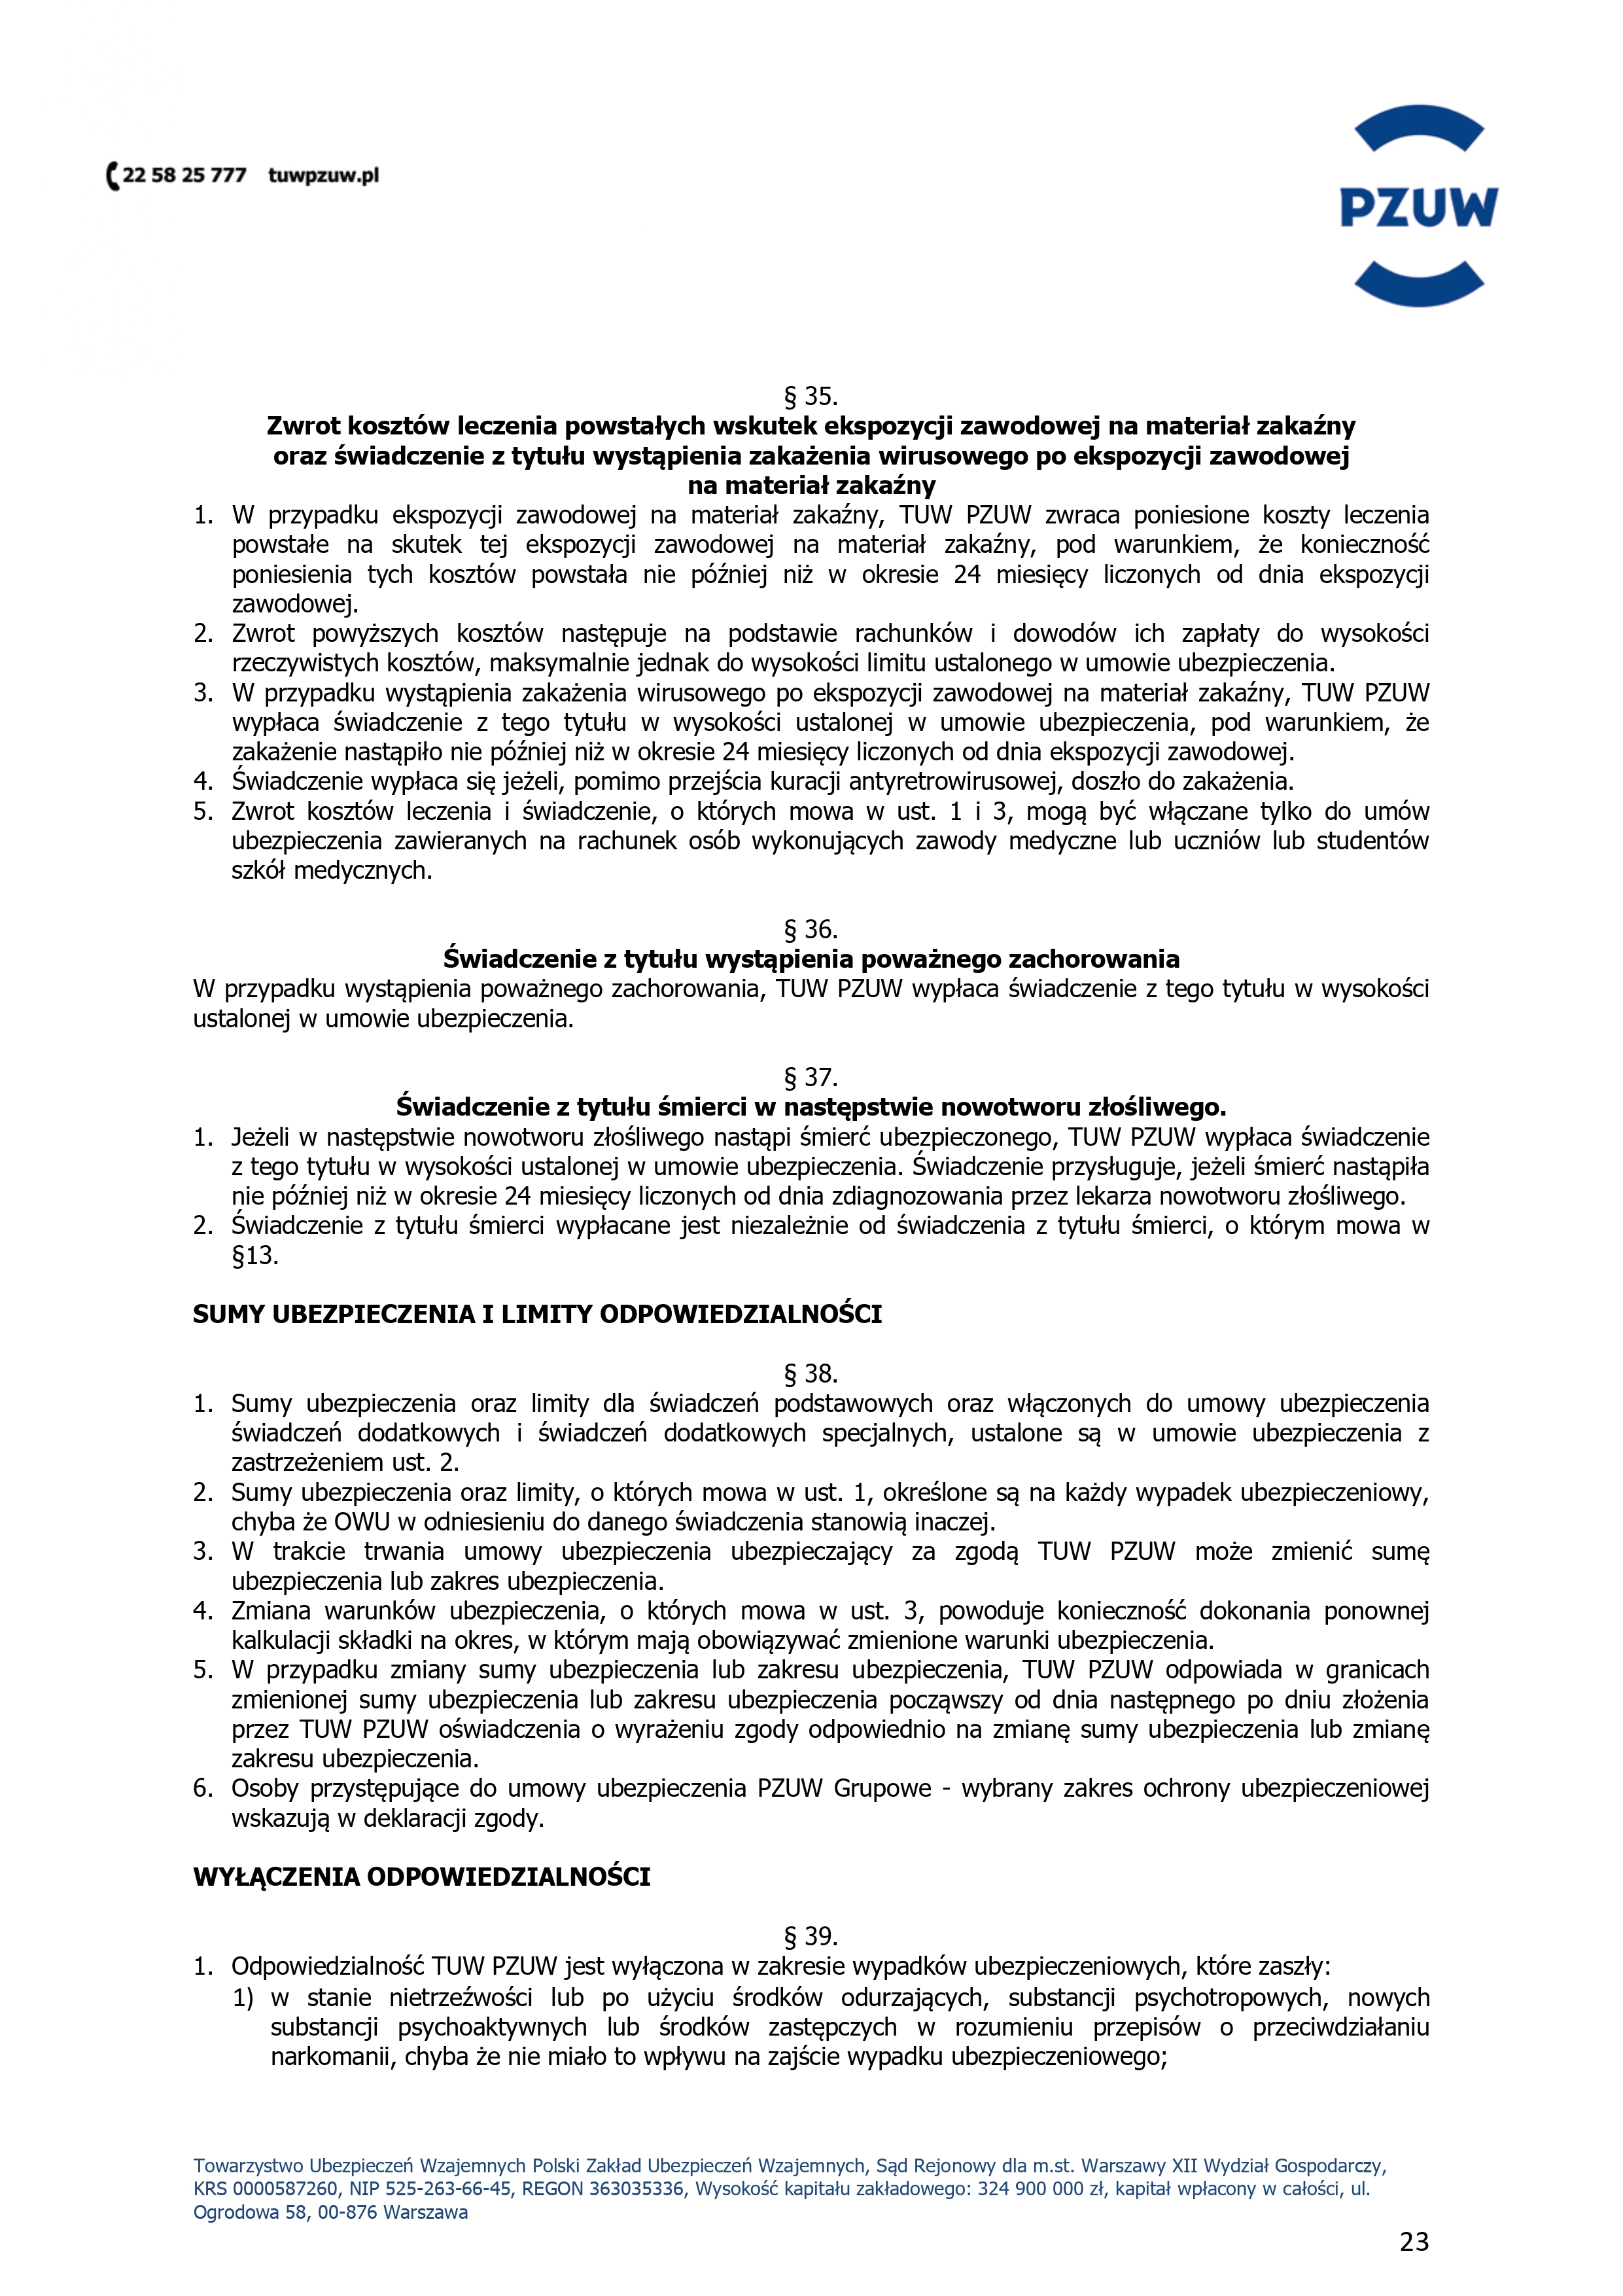 22 58 25 777 tuwpzuw.pl
PZUW
§ 35.
Zwrot kosztów leczenia powstałych wskutek ekspozycji zawodowej na materiał zakaźny
oraz świadczenie z tytułu wystąpienia zakażenia wirusowego po ekspozycji zawodowej
na materiał zakaźny
1. W przypadku ekspozycji zawodowej na materiał zakaźny, TUW PZUW zwraca poniesione koszty leczenia
powstałe na skutek tej ekspozycji zawodowej na materiał zakaźny, pod warunkiem, że konieczność
poniesienia tych kosztów powstała nie później niż w okresie 24 miesięcy liczonych od dnia ekspozycji
zawodowej.
2. Zwrot powyższych kosztów następuje na podstawie rachunków i dowodów ich zapłaty do wysokości
rzeczywistych kosztów, maksymalnie jednak do wysokości limitu ustalonego w umowie ubezpieczenia.
3. W przypadku wystąpienia zakażenia wirusowego po ekspozycji zawodowej na materiał zakaźny, TUW PZUW
wypłaca świadczenie z tego tytułu w wysokości ustalonej w umowie ubezpieczenia, pod warunkiem, że
zakażenie nastąpiło nie później niż w okresie 24 miesięcy liczonych od dnia ekspozycji zawodowej.
4. Świadczenie wypłaca się jeżeli, pomimo przejścia kuracji antyretrowirusowej, doszło do zakażenia.
5. Zwrot kosztów leczenia i świadczenie, o których mowa w ust. 1 i 3, mogą być włączane tylko do umów
ubezpieczenia zawieranych na rachunek osób wykonujących zawody medyczne lub uczniów lub studentów
szkół medycznych.
§ 36.
Świadczenie z tytułu wystąpienia poważnego zachorowania
W przypadku wystąpienia poważnego zachorowania, TUW PZUW wypłaca świadczenie z tego tytułu w wysokości
ustalonej w umowie ubezpieczenia.
§ 37.
Świadczenie z tytułu śmierci w następstwie nowotworu złośliwego.
1. Jeżeli w następstwie nowotworu złośliwego nastąpi śmierć ubezpieczonego, TUW PZUW wypłaca świadczenie
z tego tytułu w wysokości ustalonej w umowie ubezpieczenia. Świadczenie przysługuje, jeżeli śmierć nastąpiła
nie później niż w okresie 24 miesięcy liczonych od dnia zdiagnozowania przez lekarza nowotworu złośliwego.
2. Świadczenie z tytułu śmierci wypłacane jest niezależnie od świadczenia z tytułu śmierci, o którym mowa w
§13.
SUMY UBEZPIECZENIA I LIMITY ODPOWIEDZIALNOŚCI
§ 38.
1. Sumy ubezpieczenia oraz limity dla świadczeń podstawowych oraz włączonych do umowy ubezpieczenia
świadczeń dodatkowych i świadczeń dodatkowych specjalnych, ustalone są w umowie ubezpieczenia z
zastrzeżeniem ust. 2.
2. Sumy ubezpieczenia oraz limity, o których mowa w ust. 1, określone są na każdy wypadek ubezpieczeniowy,
chyba że OWU w odniesieniu do danego świadczenia stanowią inaczej.
3. W trakcie trwania umowy ubezpieczenia ubezpieczający za zgodą TUW PZUW może zmienić sumę
ubezpieczenia lub zakres ubezpieczenia.
4. Zmiana warunków ubezpieczenia, o których mowa w ust. 3, powoduje konieczność dokonania ponownej
kalkulacji składki na okres, w którym mają obowiązywać zmienione warunki ubezpieczenia.
5. W przypadku zmiany sumy ubezpieczenia lub zakresu ubezpieczenia, TUW PZUW odpowiada w granicach
zmienionej sumy ubezpieczenia lub zakresu ubezpieczenia począwszy od dnia następnego po dniu złożenia
przez TUW PZUW oświadczenia o wyrażeniu zgody odpowiednio na zmianę sumy ubezpieczenia lub zmianę
zakresu ubezpieczenia.
6. Osoby przystępujące do umowy ubezpieczenia PZUW Grupowe - wybrany zakres ochrony ubezpieczeniowej
wskazują w deklaracji zgody.
WYŁĄCZENIA ODPOWIEDZIALNOŚCI
§ 39.
1. Odpowiedzialność TUW PZUW jest wyłączona w zakresie wypadków ubezpieczeniowych, które zaszły:
1) w stanie nietrzeźwości lub po użyciu środków odurzających, substancji psychotropowych, nowych
substancji psychoaktywnych lub środków zastępczych w rozumieniu przepisów o przeciwdziałaniu
narkomanii, chyba że nie miało to wpływu na zajście wypadku ubezpieczeniowego;
Towarzystwo Ubezpieczeń Wzajemnych Polski Zakład Ubezpieczeń Wzajemnych, Sąd Rejonowy dla m.st. Warszawy XII Wydział Gospodarczy,
KRS 0000587260, NIP 525-263-66-45, REGON 363035336, Wysokość kapitału zakładowego: 324 900 000 zł, kapitał wpłacony w całości, ul.
Ogrodowa 58, 00-876 Warszawa
23